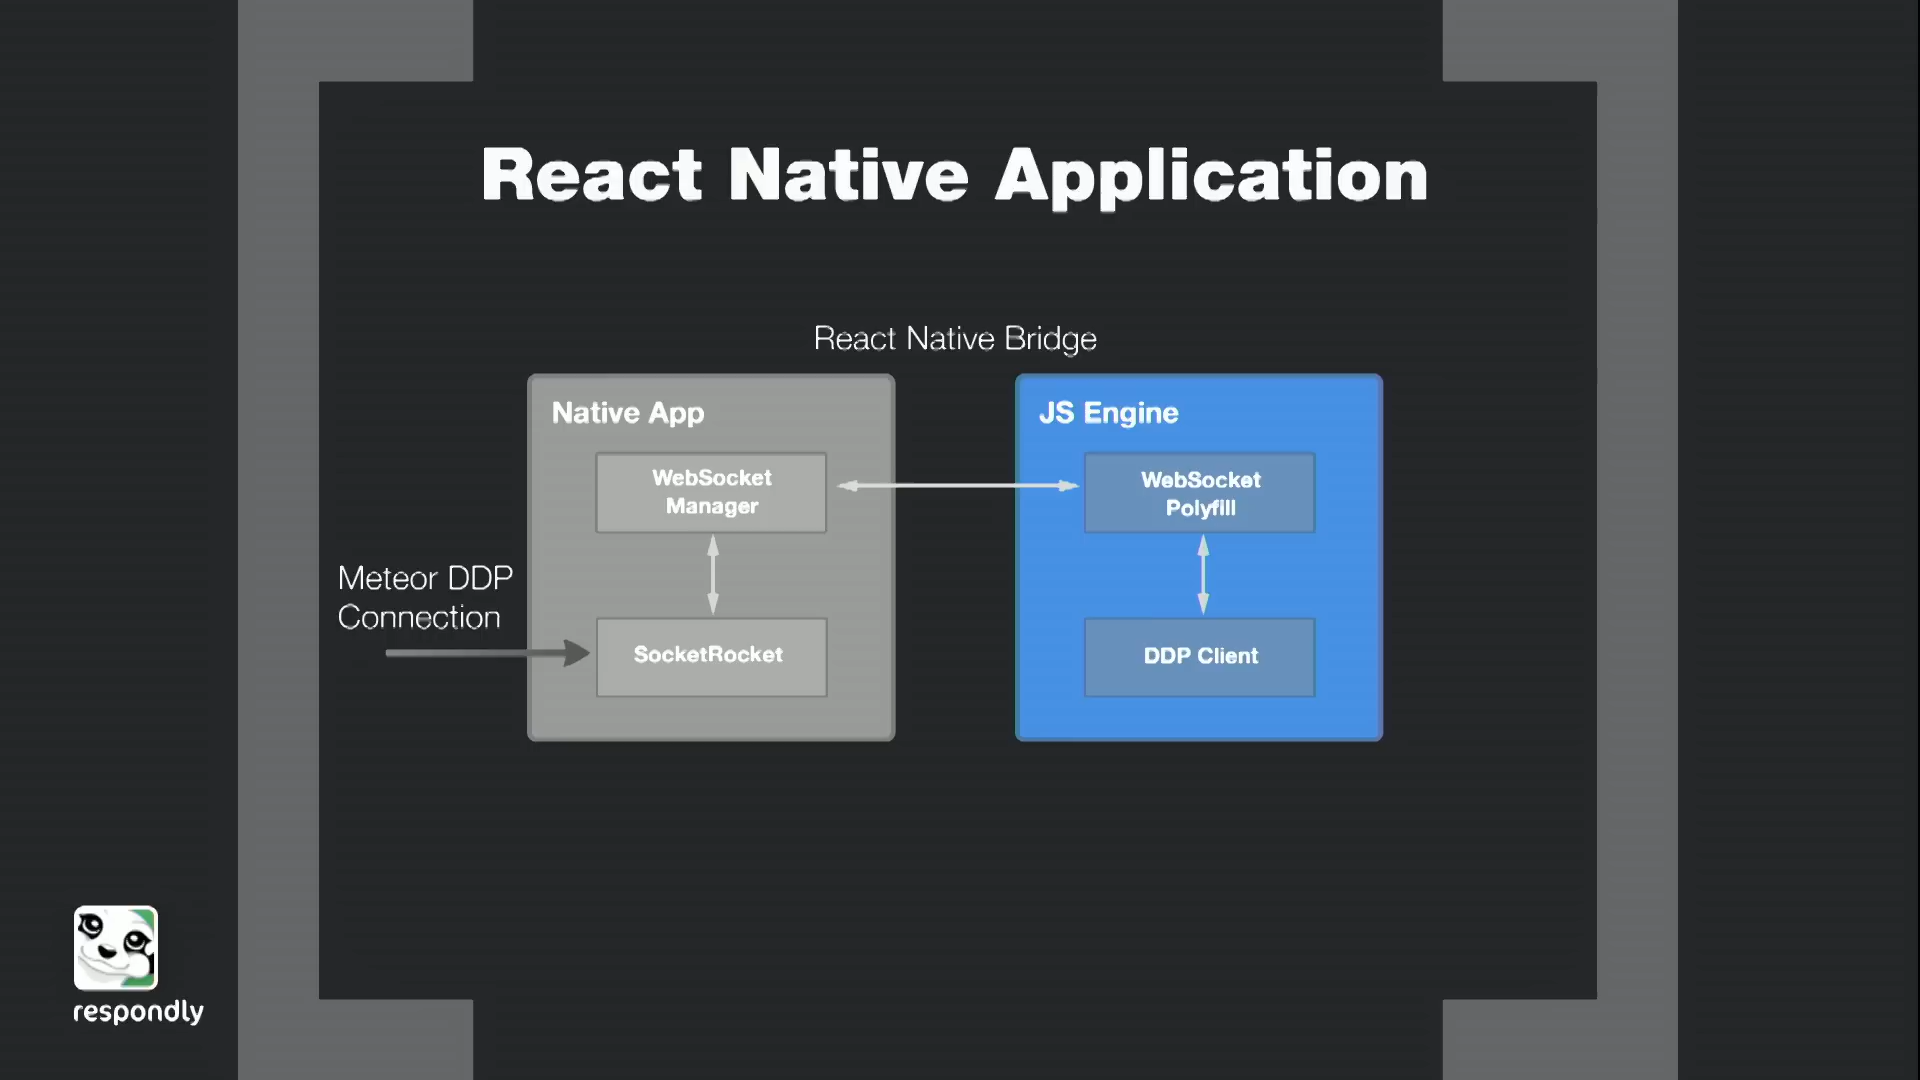 React Native Application
React Native Bridge
Native App
WebSocket
Manager
SocketRocket
Meteor DDP
Connection
JS Engine
WebSocket
Polyfill
DDP Client
respondly